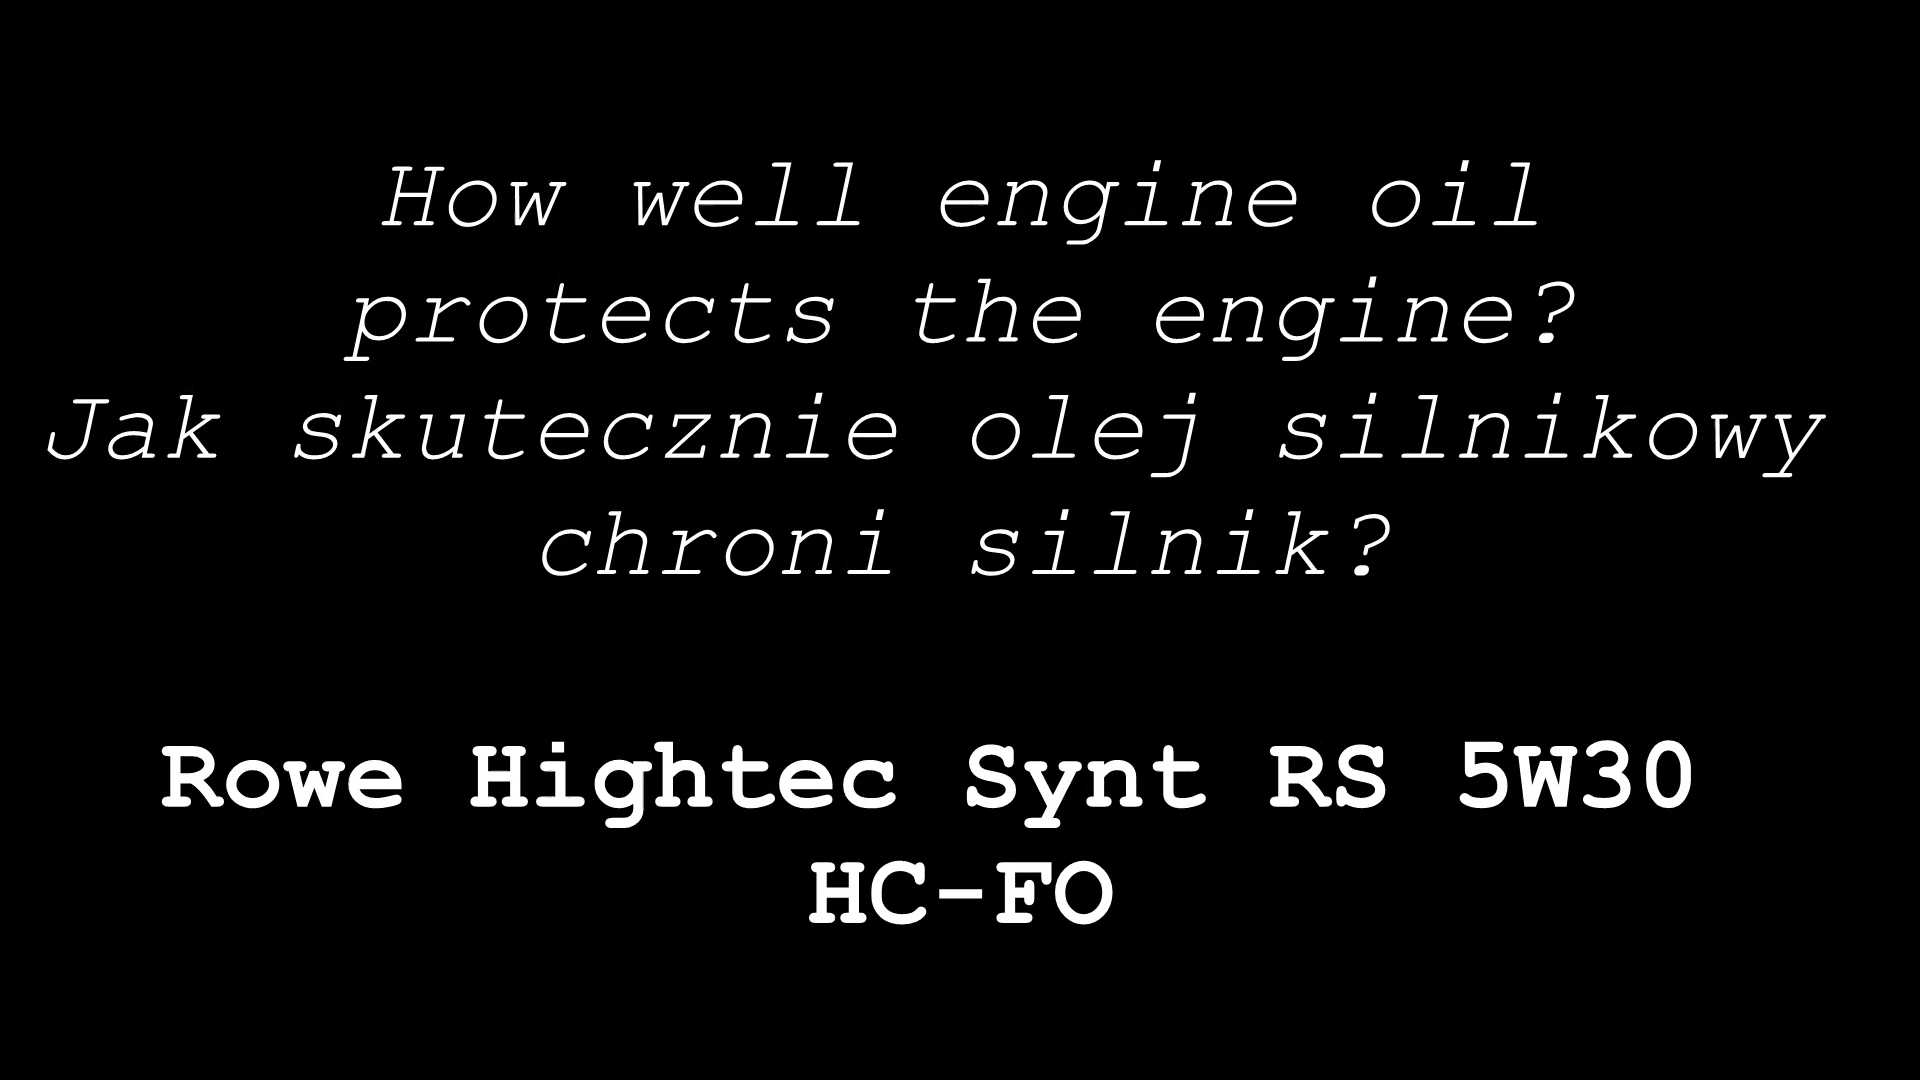 How well engine oil
protects the engine?
Jak skutecznie olej silnikowy
chroni silnik?
Rowe Hightec Synt RS 5W30
HC-FO